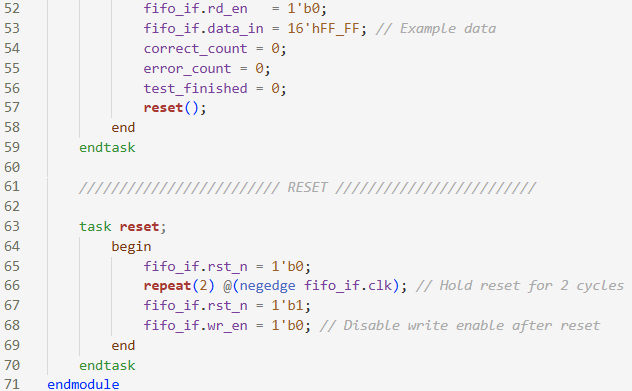 52 fifo_if.rd_en   = 1'b0;
53 fifo_if.data_in = 16'hFF_FF; // Example data
54 correct_count = 0;
55 error_count = 0;
56 test_finished = 0;
57 reset();
58 end
59 endtask
60
61 ///////////////////////// RESET /////////////////////////
62
63 task reset;
64 begin
65 fifo_if.rst_n = 1'b0;
66 repeat(2) @(negedge fifo_if.clk); // Hold reset for 2 cycles
67 fifo_if.rst_n = 1'b1;
68 fifo_if.wr_en = 1'b0; // Disable write enable after reset
69 end
70 endtask
71 endmodule